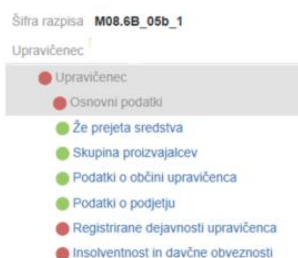 Šifra razpisa M08.6B_05b_1
Upravičenec
Upravičenec
Osnovni podatki
Že prejeta sredstva
Skupina proizvajalcev
Podatki o občini upravičenca
Podatki o podjetju
Registrirane dejavnosti upravičenca
Insolventnost in davčne obveznosti